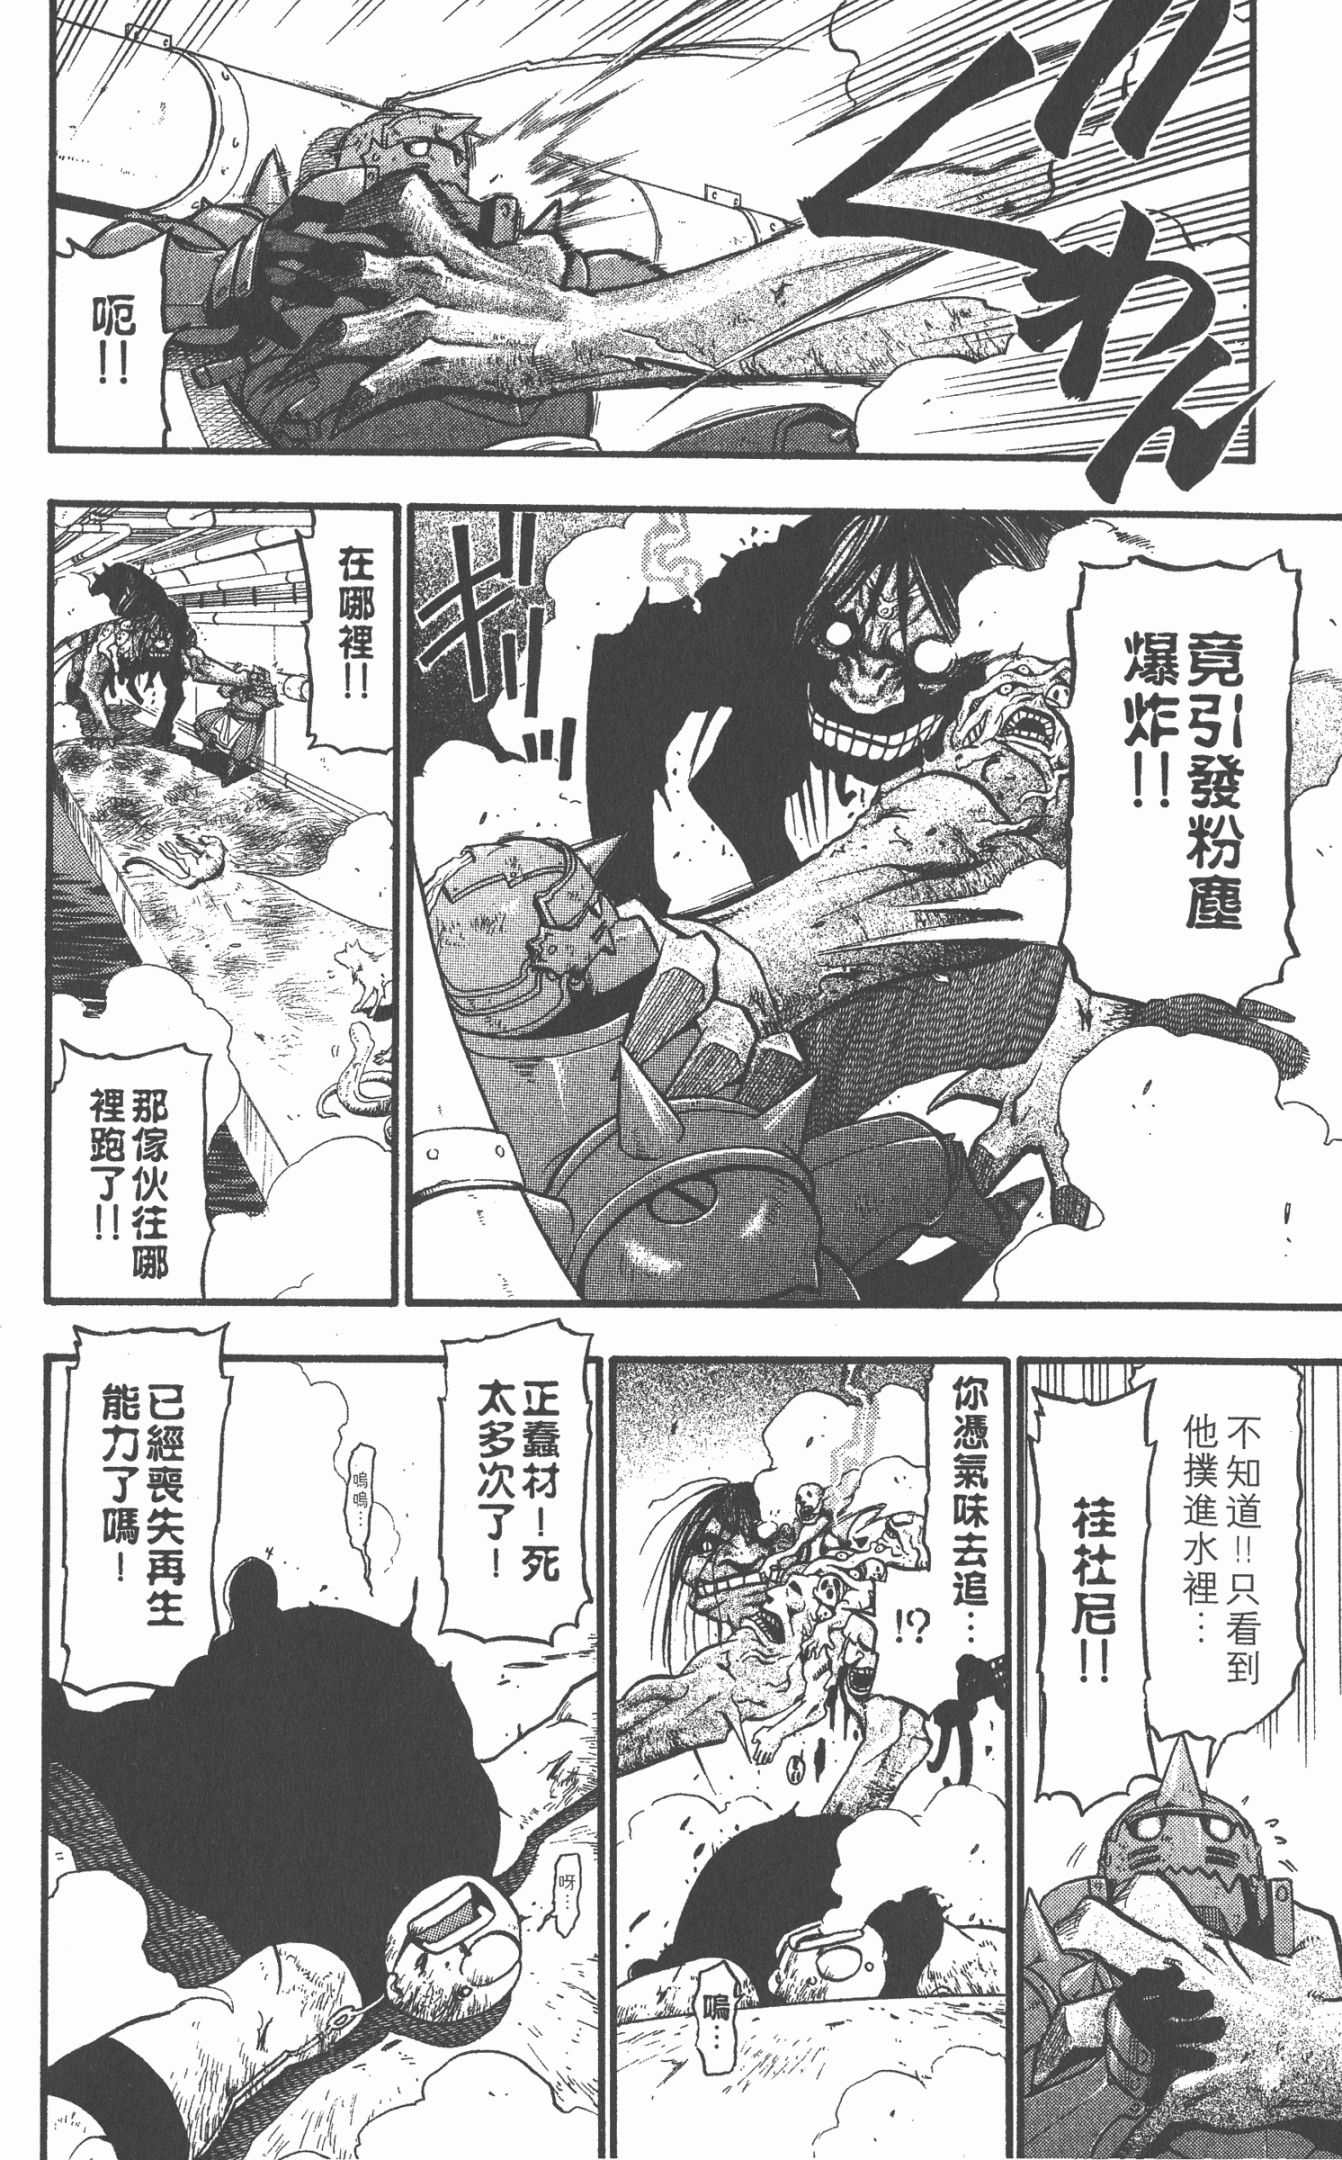 ぐわん!!
呃!!
竟引發粉塵
爆炸!!
ギギ…
在哪裡!!
那傢伙往哪
裡跑了!!
不知道!!只看到
他撲進水裡…
桂杜尼!!
你憑氣味去追…
!?
嗚…
正蠢材!死
太多次了!
嗚嗚…
已經喪失再生
能力了嗎!
呀…